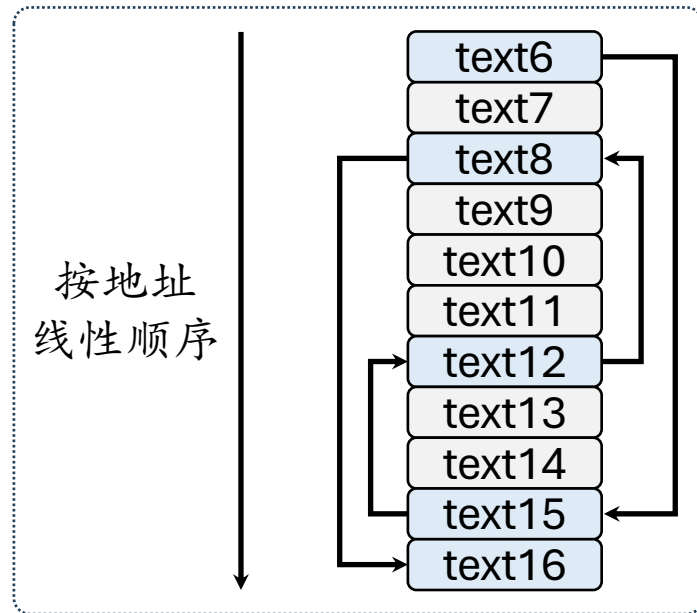 text6
text7
text8
text9
text10
text11
text12
text13
text14
text15
text16
按地址
线性顺序